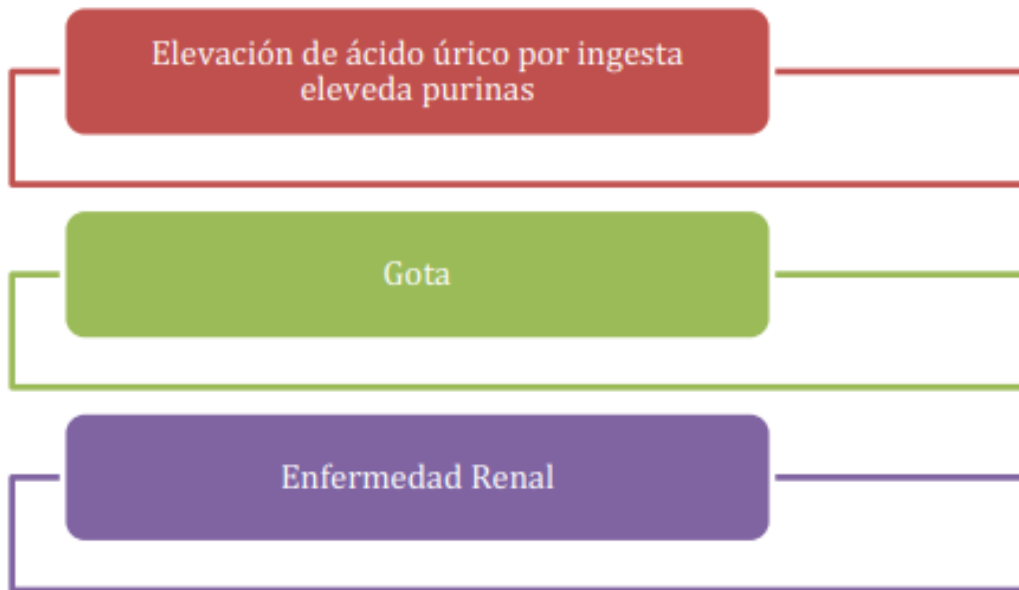 Elevación de ácido úrico por ingesta
eleveda purinas
Gota
Enfermedad Renal